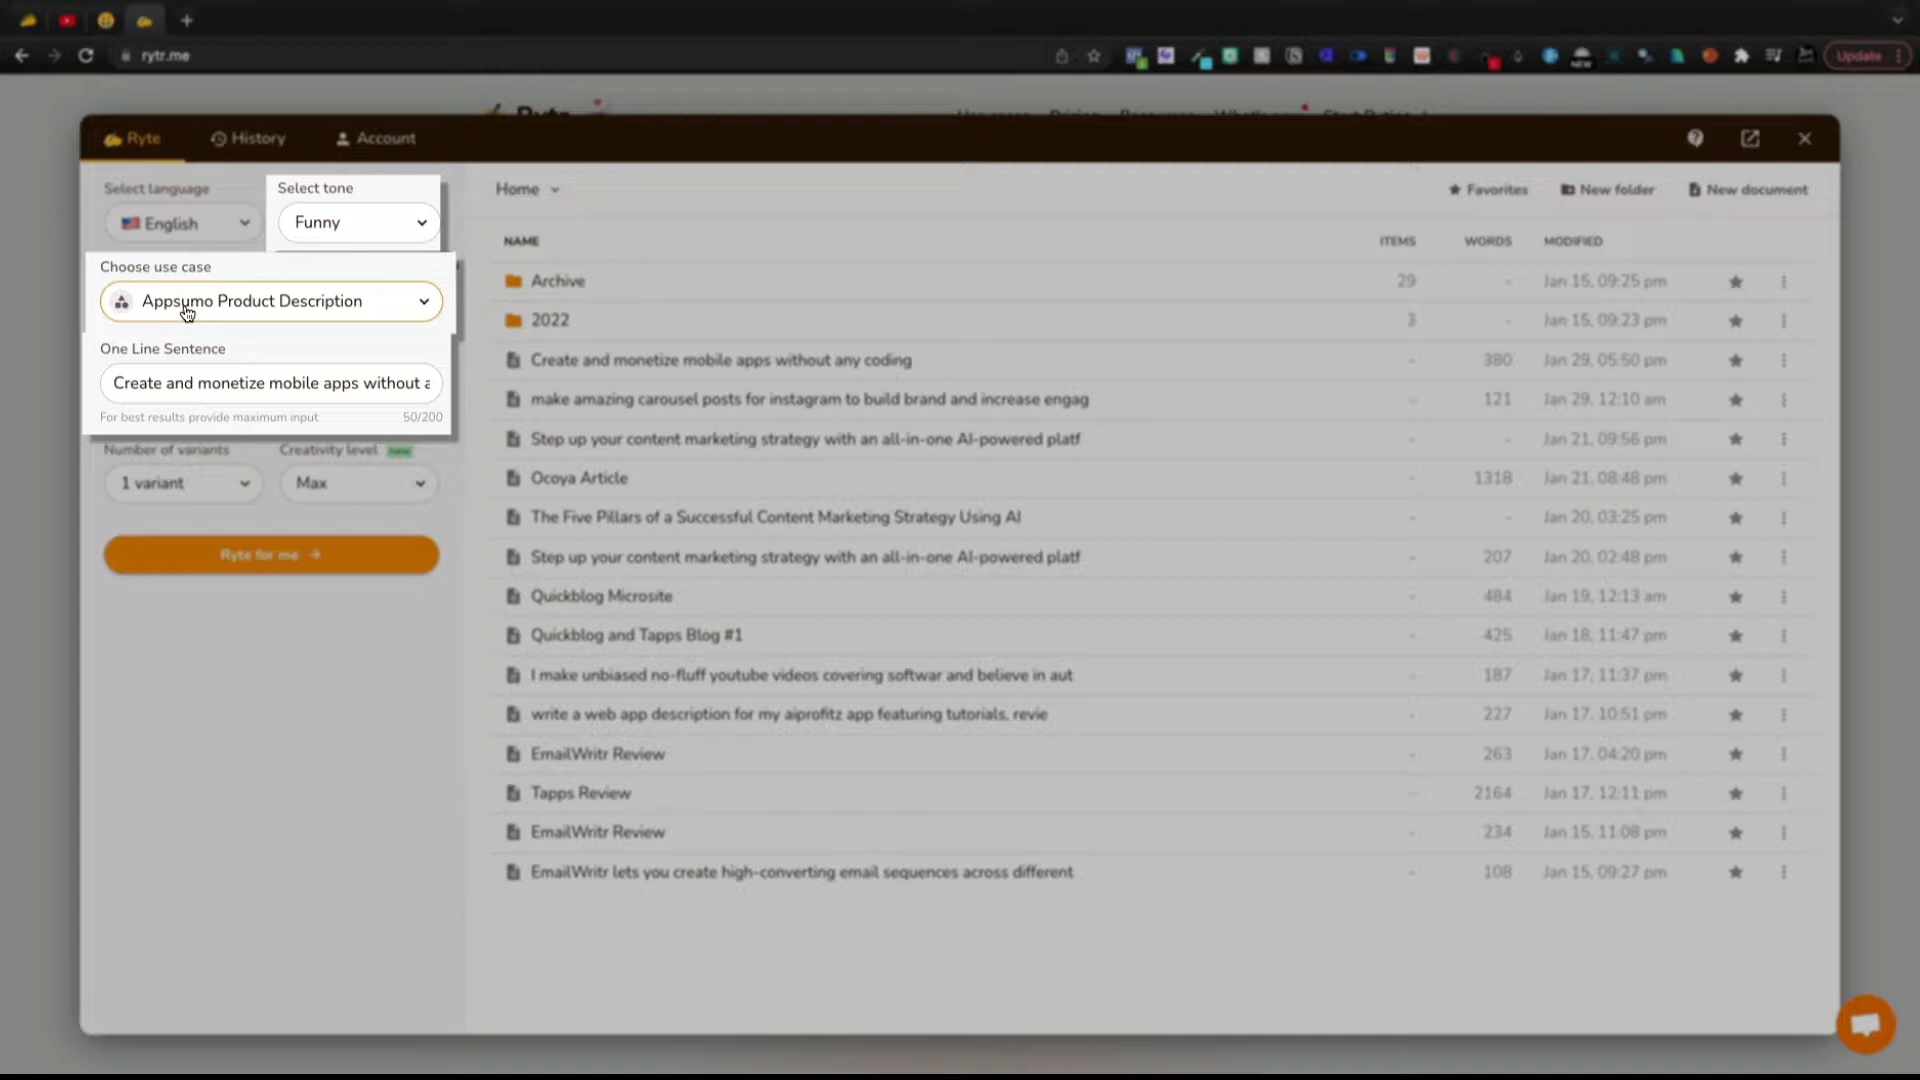 rytr.me
Update
Ryte
History
Account
Select language
English
Select tone
Funny
Choose use case
Appsumo Product Description
One Line Sentence
Create and monetize mobile apps without a
For best results provide maximum input 50/200
Number of variants
1 variant
Creativity level new
Max
Ryte for me
Home
Favorites
New folder
New document
NAME ITEMS WORDS MODIFIED
Archive 29 - Jan 15, 09:25 pm
2022 3 - Jan 15, 09:23 pm
Create and monetize mobile apps without any coding - 380 Jan 29, 05:50 pm
make amazing carousel posts for instagram to build brand and increase engag - 121 Jan 29, 12:10 am
Step up your content marketing strategy with an all-in-one AI-powered platf - - Jan 21, 09:56 pm
Ocoya Article - 1318 Jan 21, 08:48 pm
The Five Pillars of a Successful Content Marketing Strategy Using AI - - Jan 20, 03:25 pm
Step up your content marketing strategy with an all-in-one AI-powered platf - 207 Jan 20, 02:48 pm
Quickblog Microsite - 484 Jan 19, 12:13 am
Quickblog and Tapps Blog #1 - 425 Jan 18, 11:47 pm
I make unbiased no-fluff youtube videos covering softwar and believe in aut - 187 Jan 17, 11:37 pm
write a web app description for my aiprofitz app featuring tutorials, revie - 227 Jan 17, 10:51 pm
EmailWritr Review - 263 Jan 17, 04:20 pm
Tapps Review - 2164 Jan 17, 12:11 pm
EmailWritr Review - 234 Jan 15, 11:08 pm
EmailWritr lets you create high-converting email sequences across different - 108 Jan 15, 09:27 pm